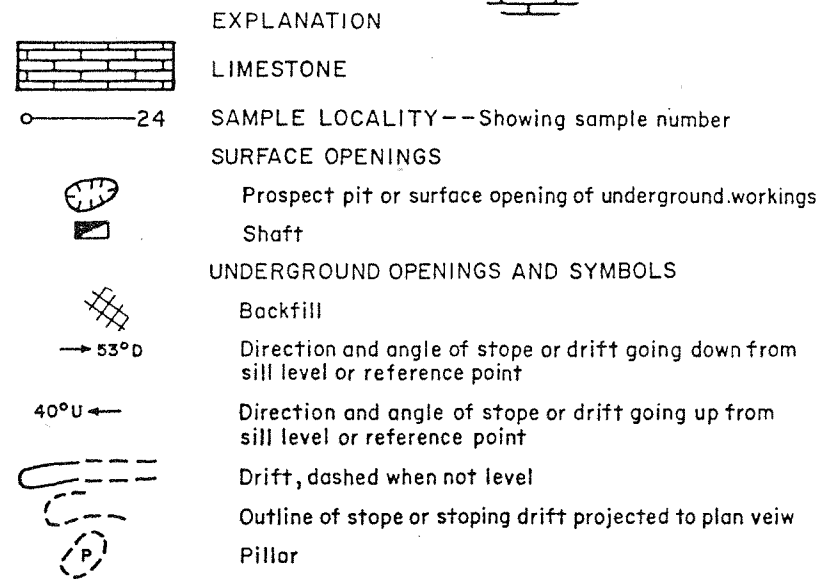 EXPLANATION
LIMESTONE
24 SAMPLE LOCALITY--Showing sample number
SURFACE OPENINGS
Prospect pit or surface opening of underground.workings
Shaft
UNDERGROUND OPENINGS AND SYMBOLS
Backfill
53°D Direction and angle of stope or drift going down from
sill level or reference point
40°U Direction and angle of stope or drift going up from
sill level or reference point
Drift, dashed when not level
Outline of stope or stoping drift projected to plan veiw
P Pillar